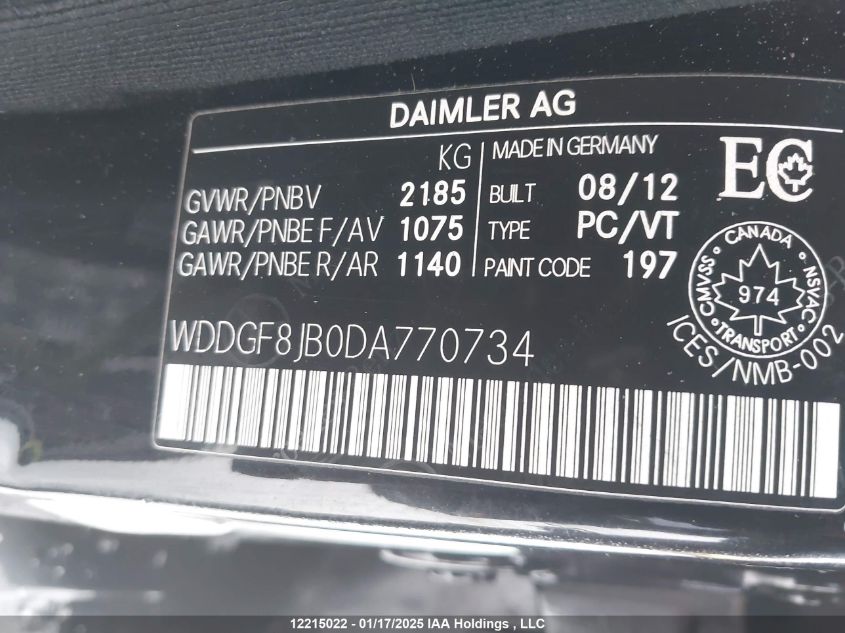 DAIMLER AG
KG
MADE IN GERMANY
GVWR/PNBV 2185
BUILT 08/12
GAWR/PNBE F/AV 1075
TYPE PC/VT
GAWR/PNBE R/AR 1140
PAINT CODE 197
EC
CANADA
CMVSS 974 NSVAC
TRANSPORT
ICES/NMB-002
WDDGF8JB0DA770734
12215022 - 01/17/2025 IAA Holdings , LLC